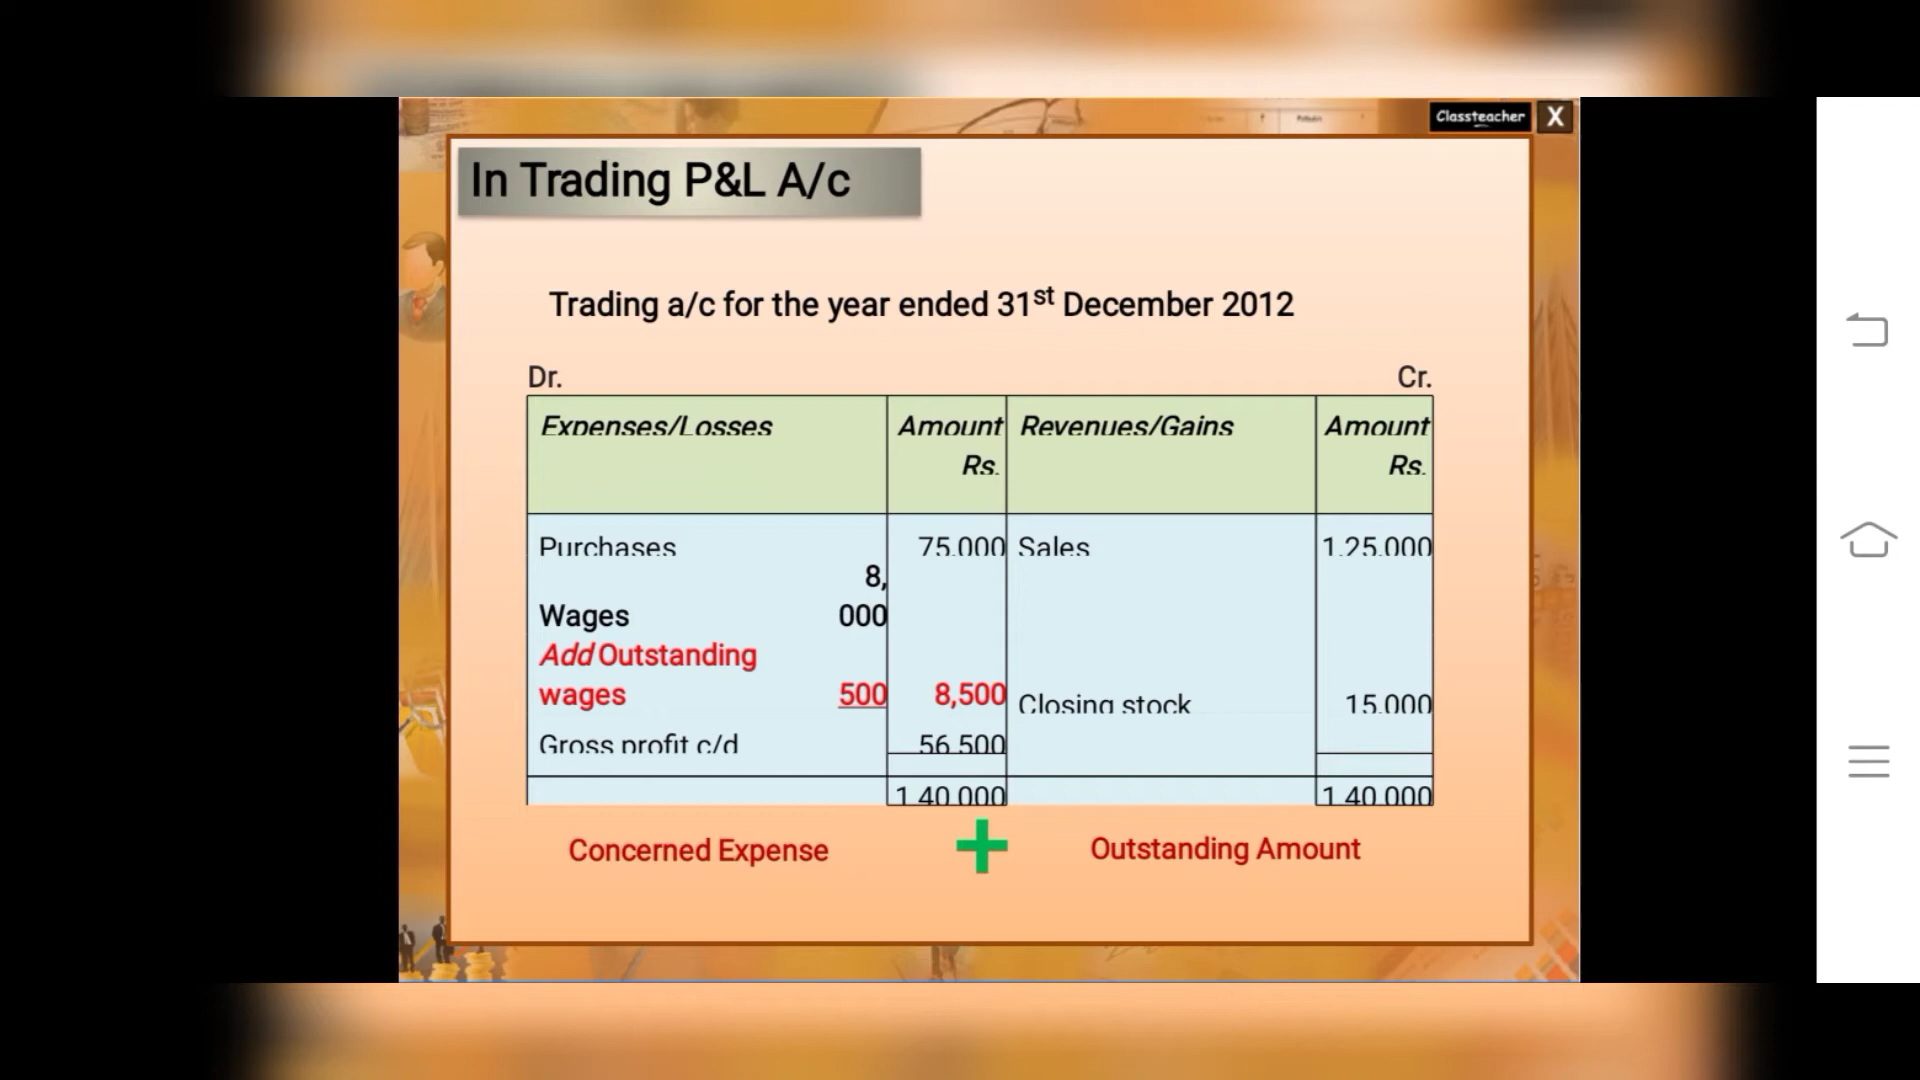 Classteacher X
In Trading P&L A/c
Trading a/c for the year ended 31st December 2012
Dr. Cr.
Expenses/Losses Amount Revenues/Gains Amount
Rs. Rs.
Purchases 75,000 Sales 1,25,000
8,
Wages 000
Add Outstanding
wages 500 8,500 Closing stock 15,000
Gross profit c/d 56,500
1,40,000 1,40,000
Concerned Expense + Outstanding Amount